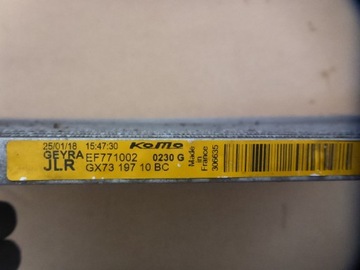 25/01/18 15:47:30 KoMo
GEYRA EF771002 0230 G
JLR GX73 197 10 BC
Made in France
306635